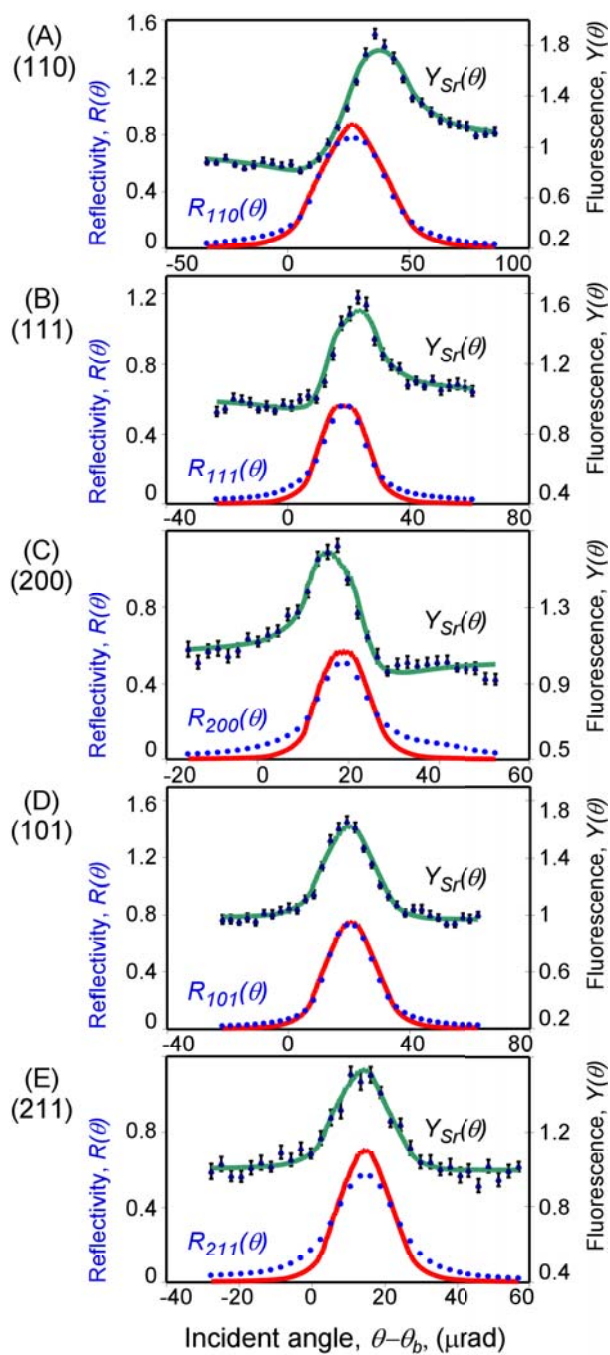 (A)
(110)
Reflectivity, R(θ)
1.6
1.2
0.8
0.4
0
Y_Sr(θ)
R_110(θ)
1.8
1.4
1
0.6
0.2
Fluorescence, Y(θ)
-50 0 50 100
(B)
(111)
Reflectivity, R(θ)
1.2
0.8
0.4
0
Y_Sr(θ)
R_111(θ)
1.6
1.2
0.8
0.4
Fluorescence, Y(θ)
-40 0 40 80
(C)
(200)
Reflectivity, R(θ)
0.8
0.4
0
Y_Sr(θ)
R_200(θ)
1.3
0.9
0.5
Fluorescence, Y(θ)
-20 0 20 40 60
(D)
(101)
Reflectivity, R(θ)
1.6
1.2
0.8
0.4
0
Y_Sr(θ)
R_101(θ)
1.8
1.4
1
0.6
0.2
Fluorescence, Y(θ)
-40 0 40 80
(E)
(211)
Reflectivity, R(θ)
0.8
0.4
0
Y_Sr(θ)
R_211(θ)
1.2
0.8
0.4
Fluorescence, Y(θ)
-40 -20 0 20 40 60
Incident angle, θ–θ_b, (μrad)